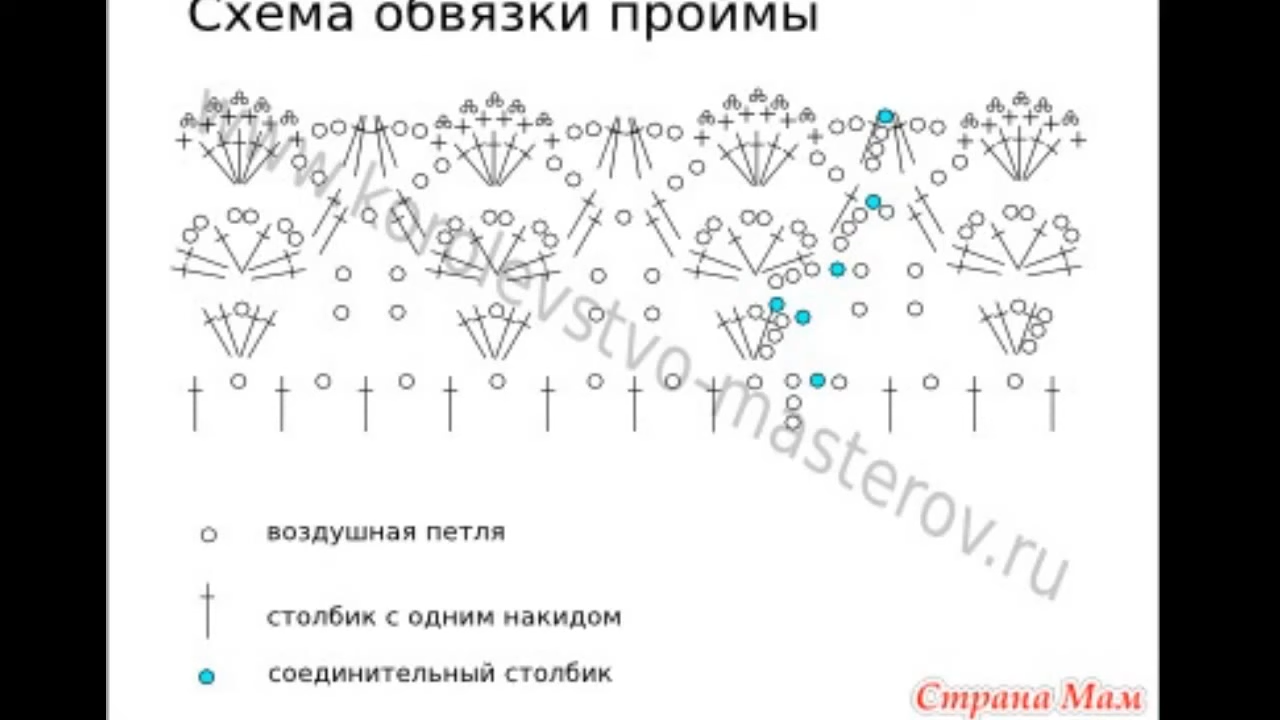 Схема обвязки проймы
www.korolevstvo-masterov.ru
воздушная петля
столбик с одним накидом
соединительный столбик
Страна Мам